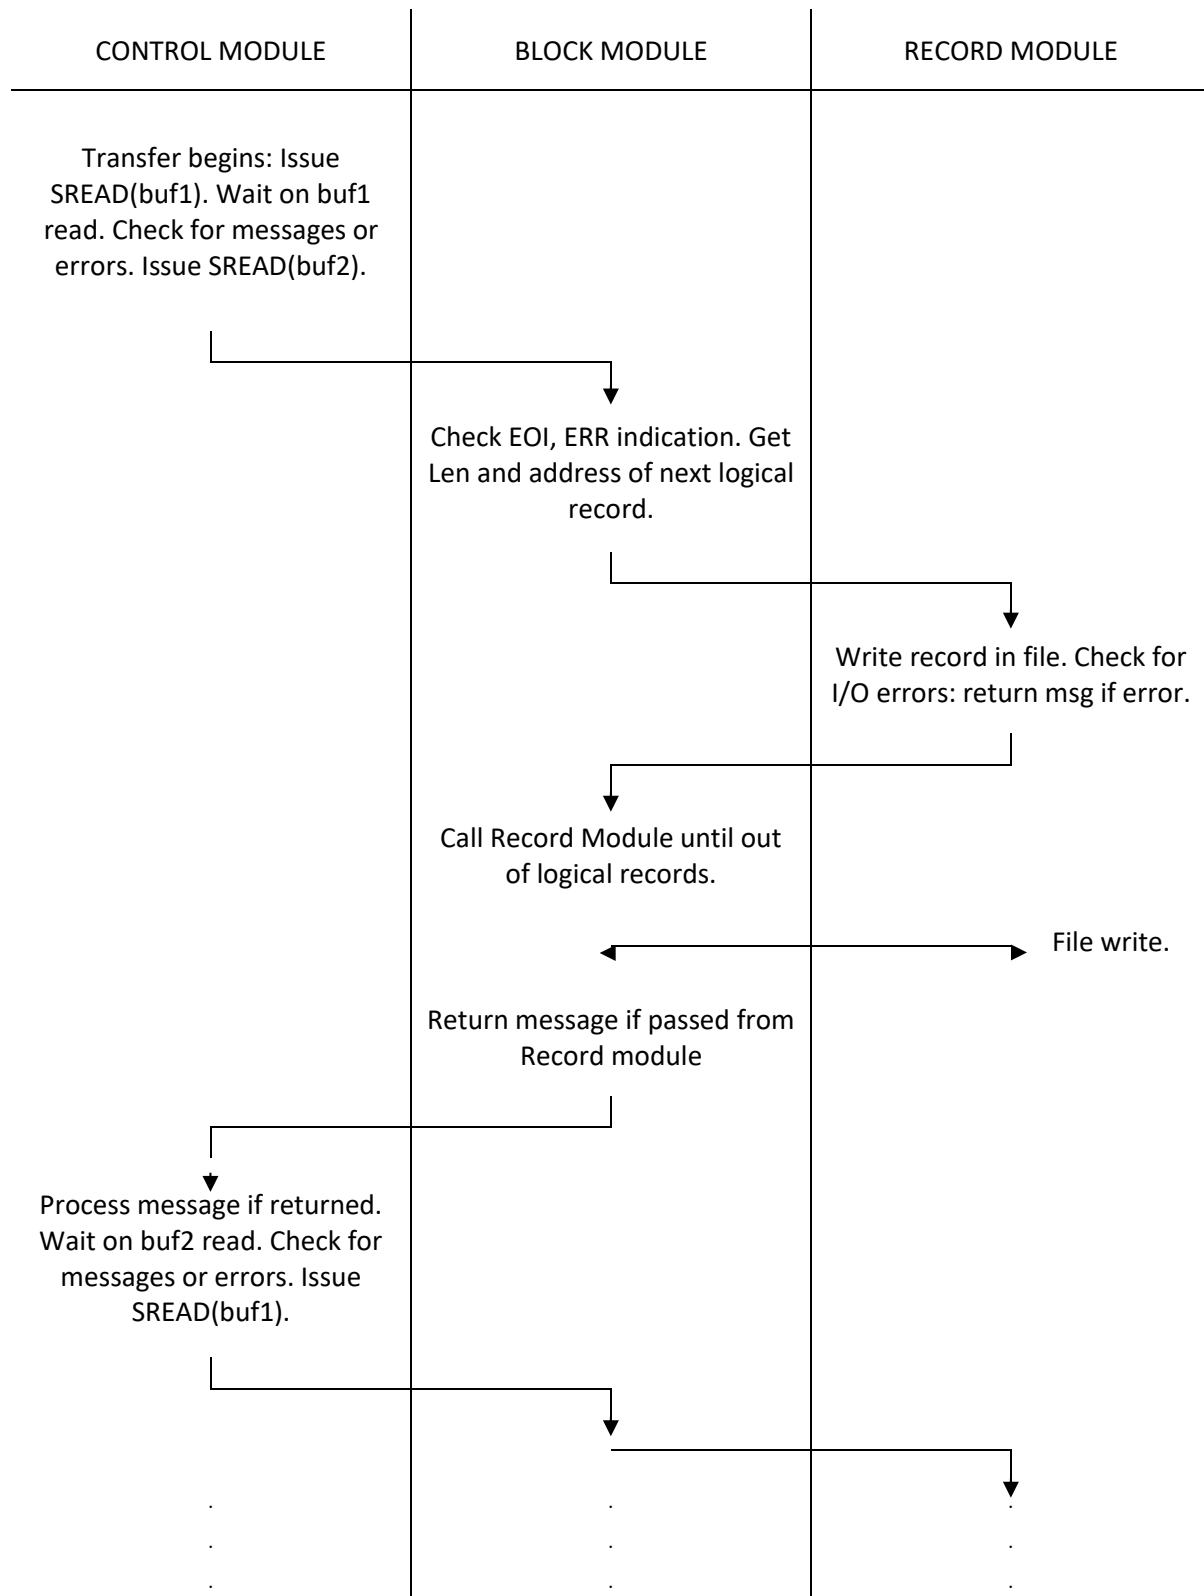 CONTROL MODULE
BLOCK MODULE
RECORD MODULE
Transfer begins: Issue
SREAD(buf1). Wait on buf1
read. Check for messages or
errors. Issue SREAD(buf2).
Check EOI, ERR indication. Get
Len and address of next logical
record.
Write record in file. Check for
I/O errors: return msg if error.
Call Record Module until out
of logical records.
File write.
Return message if passed from
Record module
Process message if returned.
Wait on buf2 read. Check for
messages or errors. Issue
SREAD(buf1).
. . .
. . .
. . .